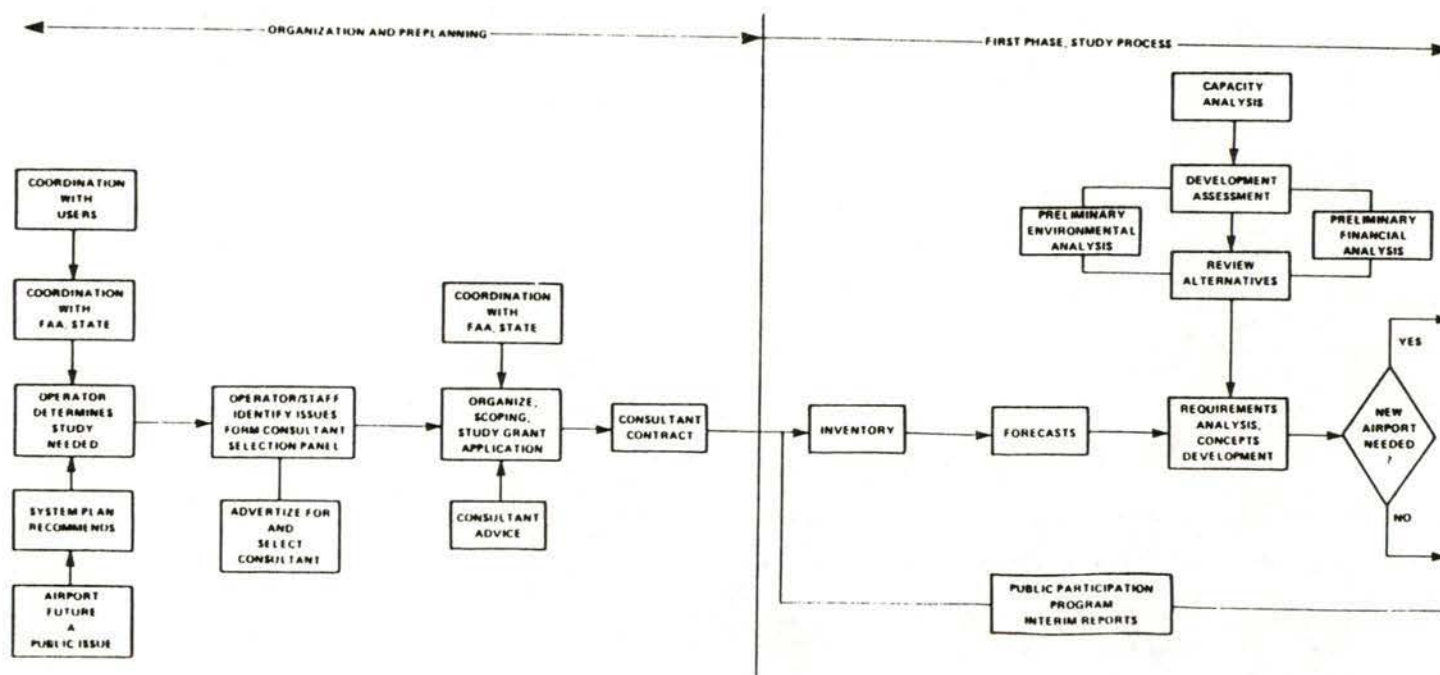 ORGANIZATION AND PREPLANNING
FIRST PHASE, STUDY PROCESS
COORDINATION
WITH
USERS
COORDINATION
WITH
FAA, STATE
OPERATOR
DETERMINES
STUDY
NEEDED
SYSTEM PLAN
RECOMMENDS
AIRPORT
FUTURE
A
PUBLIC ISSUE
OPERATOR/STAFF
IDENTIFY ISSUES
FORM CONSULTANT
SELECTION PANEL
ADVERTIZE FOR
AND
SELECT
CONSULTANT
COORDINATION
WITH
FAA, STATE
ORGANIZE,
SCOPING,
STUDY GRANT
APPLICATION
CONSULTANT
ADVICE
CONSULTANT
CONTRACT
INVENTORY
FORECASTS
CAPACITY
ANALYSIS
DEVELOPMENT
ASSESSMENT
PRELIMINARY
ENVIRONMENTAL
ANALYSIS
PRELIMINARY
FINANCIAL
ANALYSIS
REVIEW
ALTERNATIVES
REQUIREMENTS
ANALYSIS,
CONCEPTS
DEVELOPMENT
YES
NEW
AIRPORT
NEEDED
?
NO
PUBLIC PARTICIPATION
PROGRAM
INTERIM REPORTS